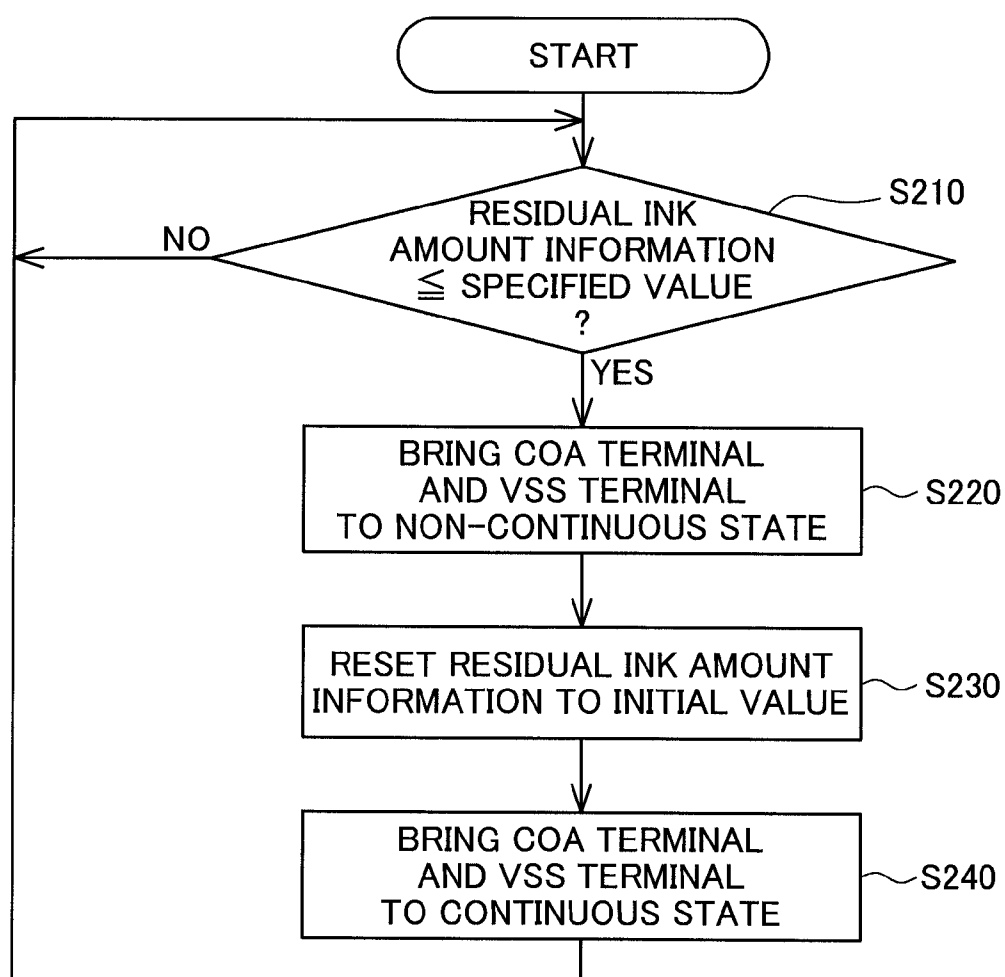 START
S210
RESIDUAL INK
AMOUNT INFORMATION
≦ SPECIFIED VALUE
?
NO
YES
BRING COA TERMINAL
AND VSS TERMINAL
TO NON-CONTINUOUS STATE
S220
RESET RESIDUAL INK AMOUNT
INFORMATION TO INITIAL VALUE
S230
BRING COA TERMINAL
AND VSS TERMINAL
TO CONTINUOUS STATE
S240